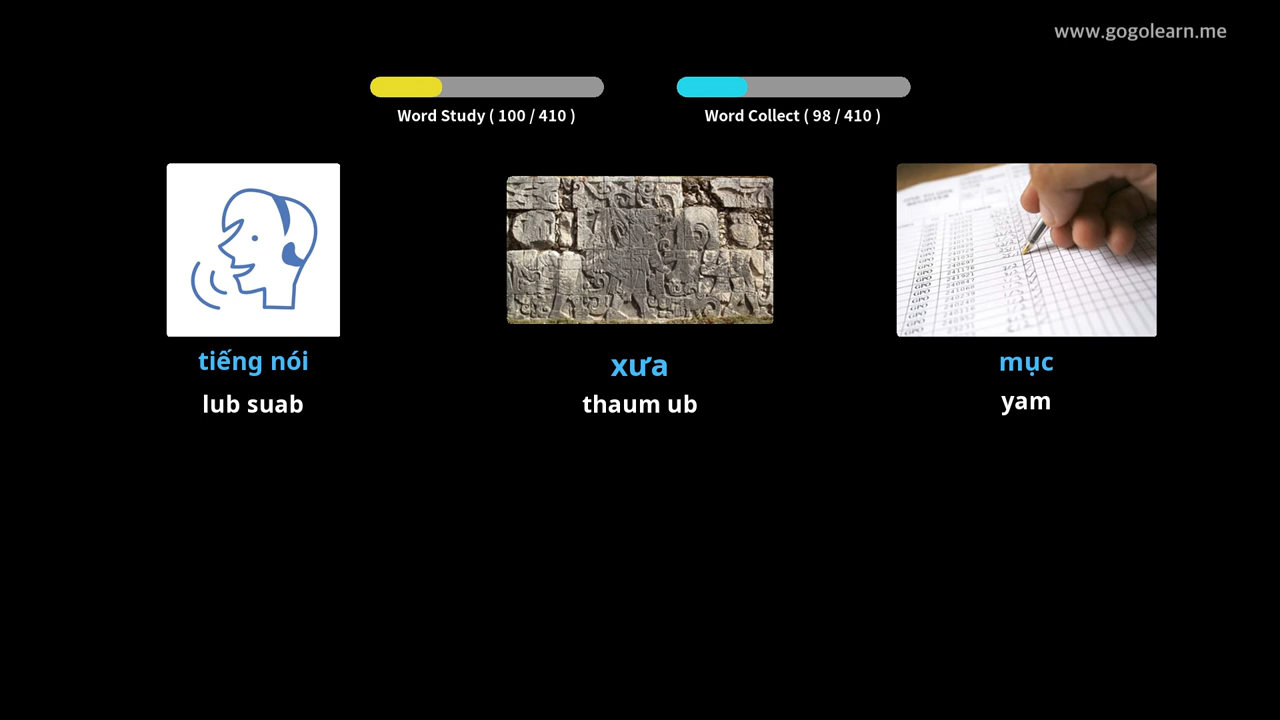 www.gogolearn.me
Word Study ( 100 / 410 )
Word Collect ( 98 / 410 )
tiếng nói
lub suab
xưa
thaum ub
mục
yam